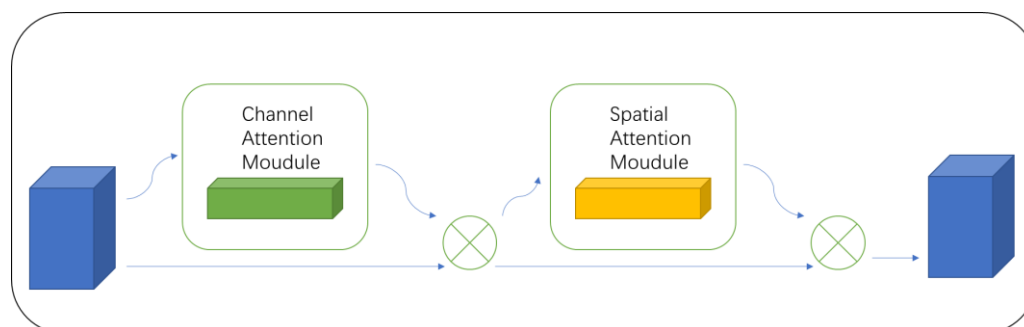 Channel
Attention
Moudule
Spatial
Attention
Moudule